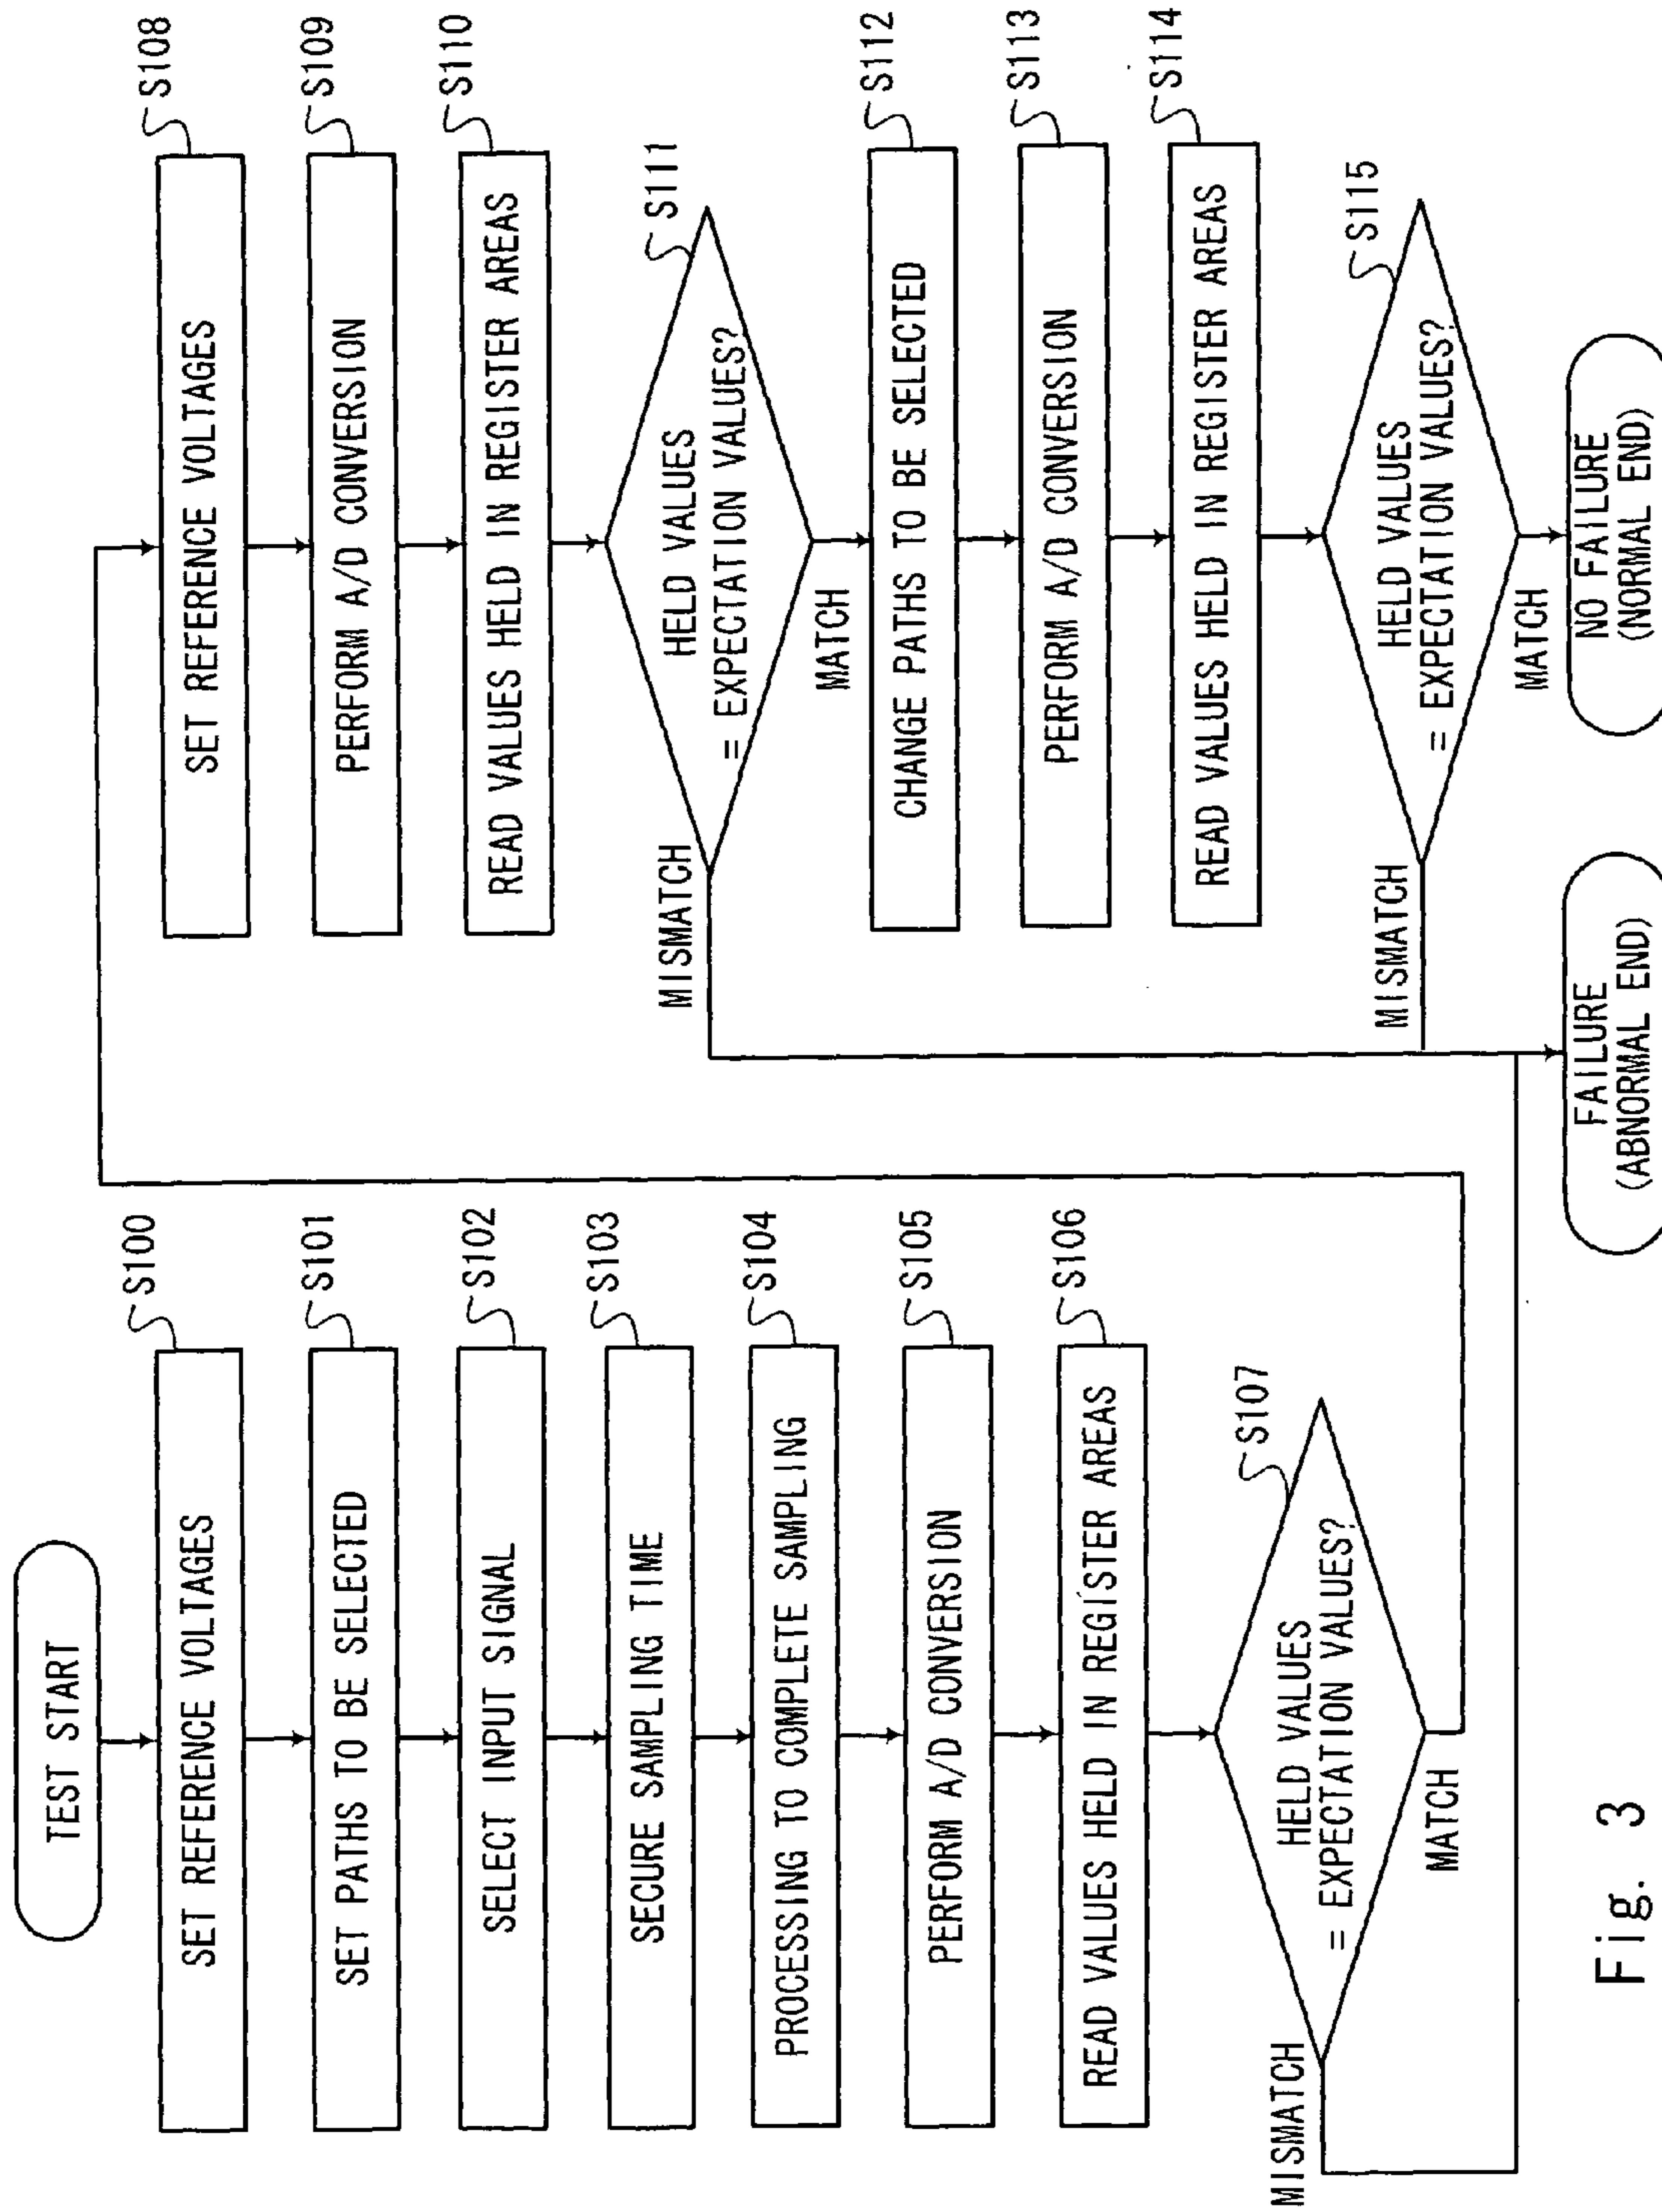 TEST START
SET REFERENCE VOLTAGES
S100
SET PATHS TO BE SELECTED
S101
SELECT INPUT SIGNAL
S102
SECURE SAMPLING TIME
S103
PROCESSING TO COMPLETE SAMPLING
S104
PERFORM A/D CONVERSION
S105
READ VALUES HELD IN REGISTER AREAS
S106
HELD VALUES
= EXPECTATION VALUES?
S107
MISMATCH
MATCH
SET REFERENCE VOLTAGES
S108
PERFORM A/D CONVERSION
S109
READ VALUES HELD IN REGISTER AREAS
S110
HELD VALUES
= EXPECTATION VALUES?
S111
MISMATCH
MATCH
CHANGE PATHS TO BE SELECTED
S112
PERFORM A/D CONVERSION
S113
READ VALUES HELD IN REGISTER AREAS
S114
HELD VALUES
= EXPECTATION VALUES?
S115
MISMATCH
MATCH
FAILURE
(ABNORMAL END)
NO FAILURE
(NORMAL END)
Fig. 3